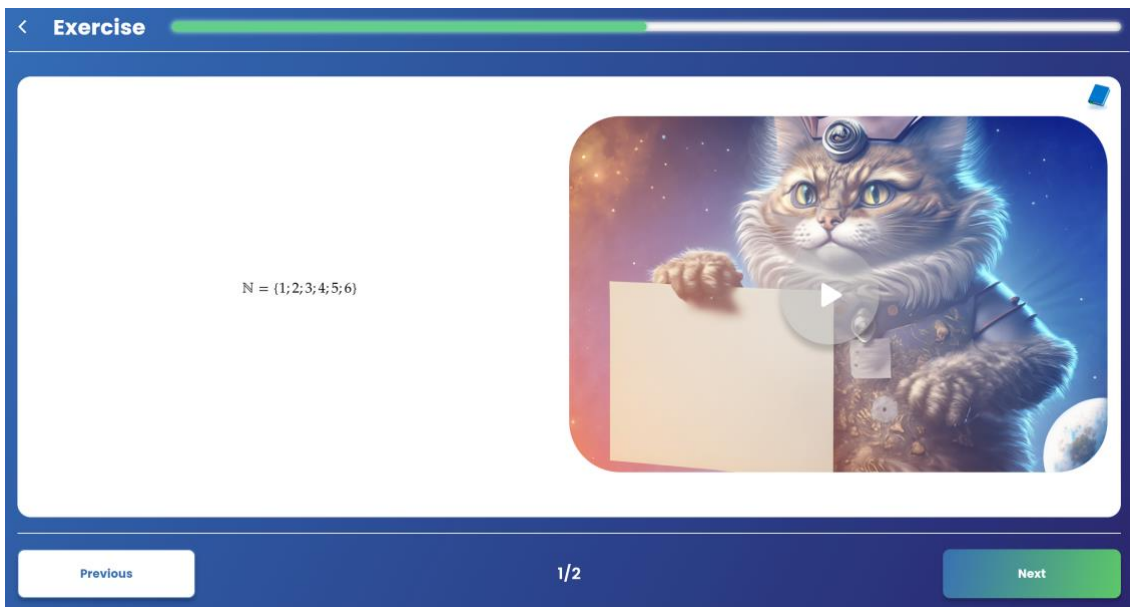 Exercise
ℕ = {1;2;3;4;5;6}
Previous
1/2
Next